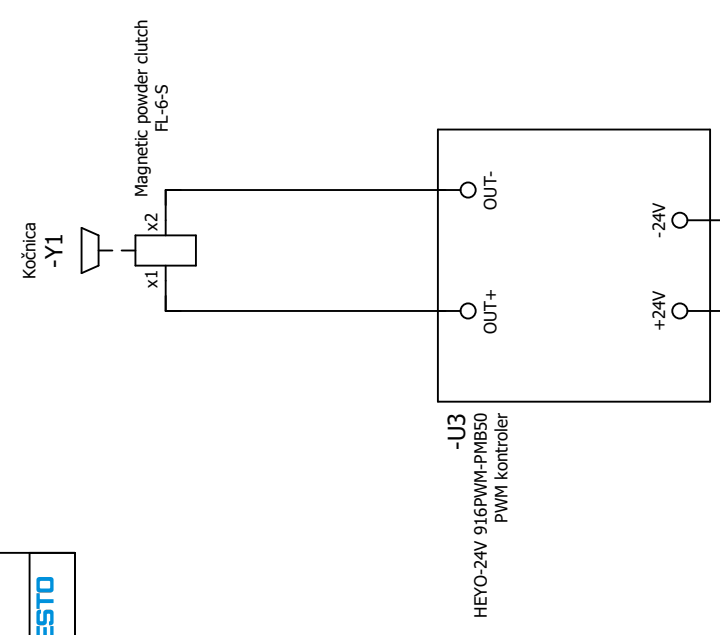 Kočnica
-Y1
Magnetic powder clutch
FL-6-S
x1
x2
OUT+
OUT-
+24V
-24V
-U3
HEYO-24V 916PWM-PMB50
PWM kontroler